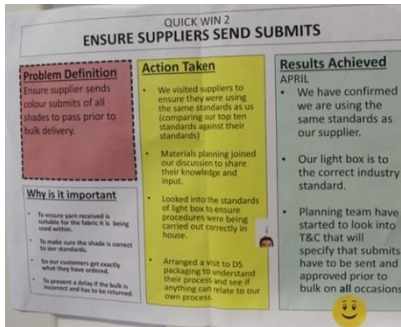 QUICK WIN 2
ENSURE SUPPLIERS SEND SUBMITS
Problem Definition
Ensure supplier sends
colour submits of all
shades to pass prior to
bulk delivery.
Why is it important
• To ensure yarn received is
suitable for the fabric it is being
used within.
• To make sure the shade is correct
to our standards.
• So our customers get exactly
what they have ordered.
• To prevent a delay if the bulk is
incorrect and has to be returned.
Action Taken
• We visited suppliers to
ensure they were using
the same standards as us
(comparing our top ten
standards against their
standards)
• Materials planning joined
our discussion to share
their knowledge and
input.
• Looked into the standards
of light box to ensure
procedures were being
carried out correctly in
house.
• Arranged a visit to DS
packaging to understand
their process and see if
anything can relate to our
own process.
Results Achieved
APRIL
• We have confirmed
we are using the
same standards as
our supplier.
• Our light box is to
the correct industry
standard.
• Planning team have
started to look into
T&C that will
specify that submits
have to be sent and
approved prior to
bulk on all occasions